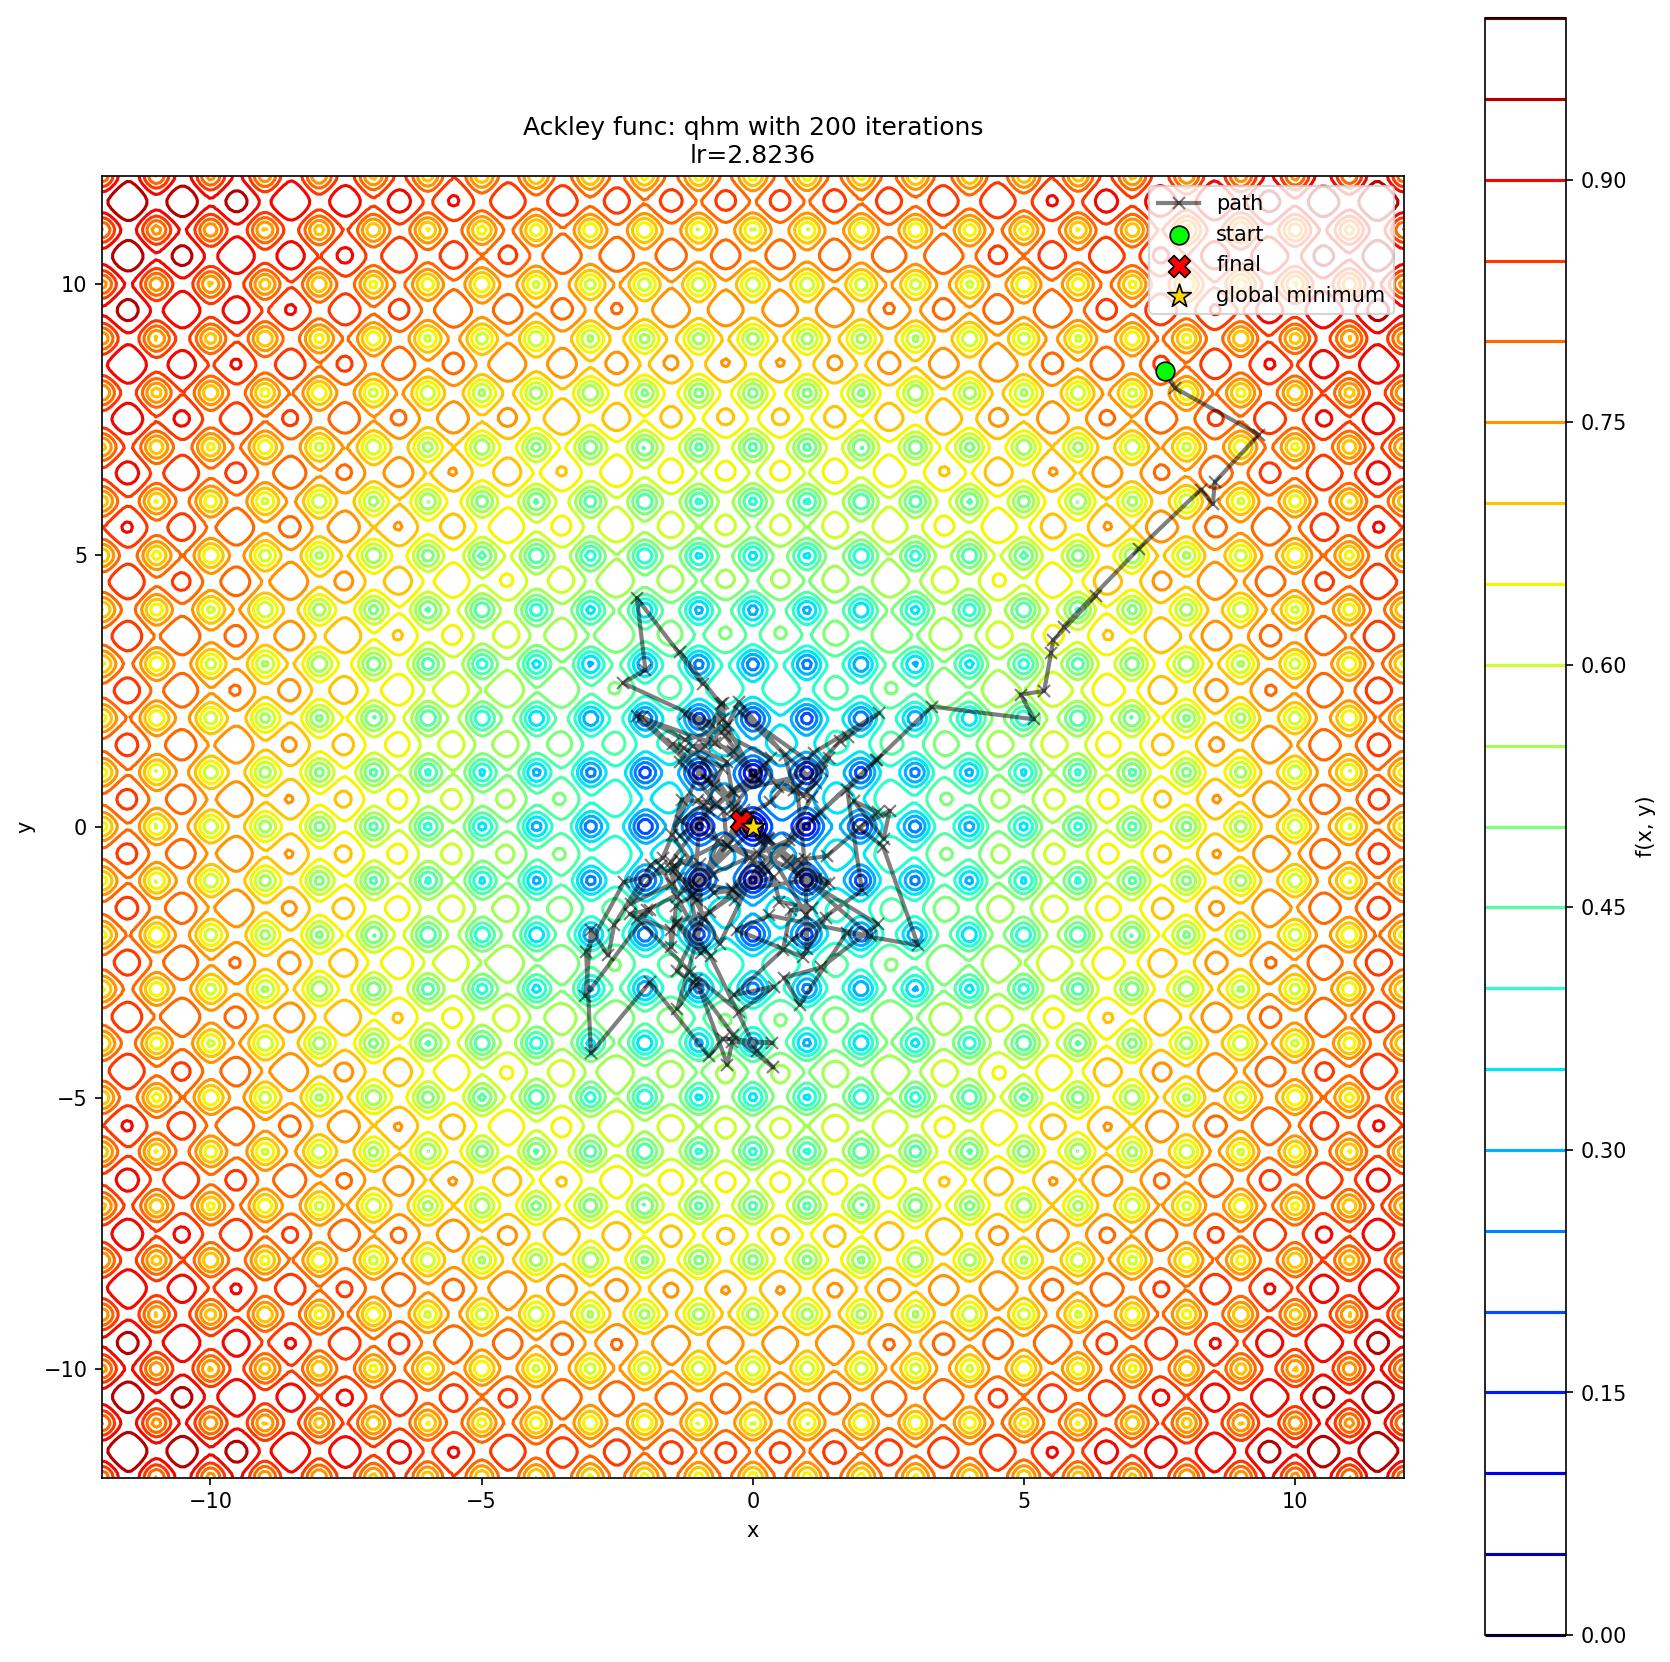 Ackley func: qhm with 200 iterations
lr=2.8236
path
start
final
global minimum
10
5
0
−5
−10
y
−10
−5
0
5
10
x
0.90
0.75
0.60
0.45
0.30
0.15
0.00
f(x, y)